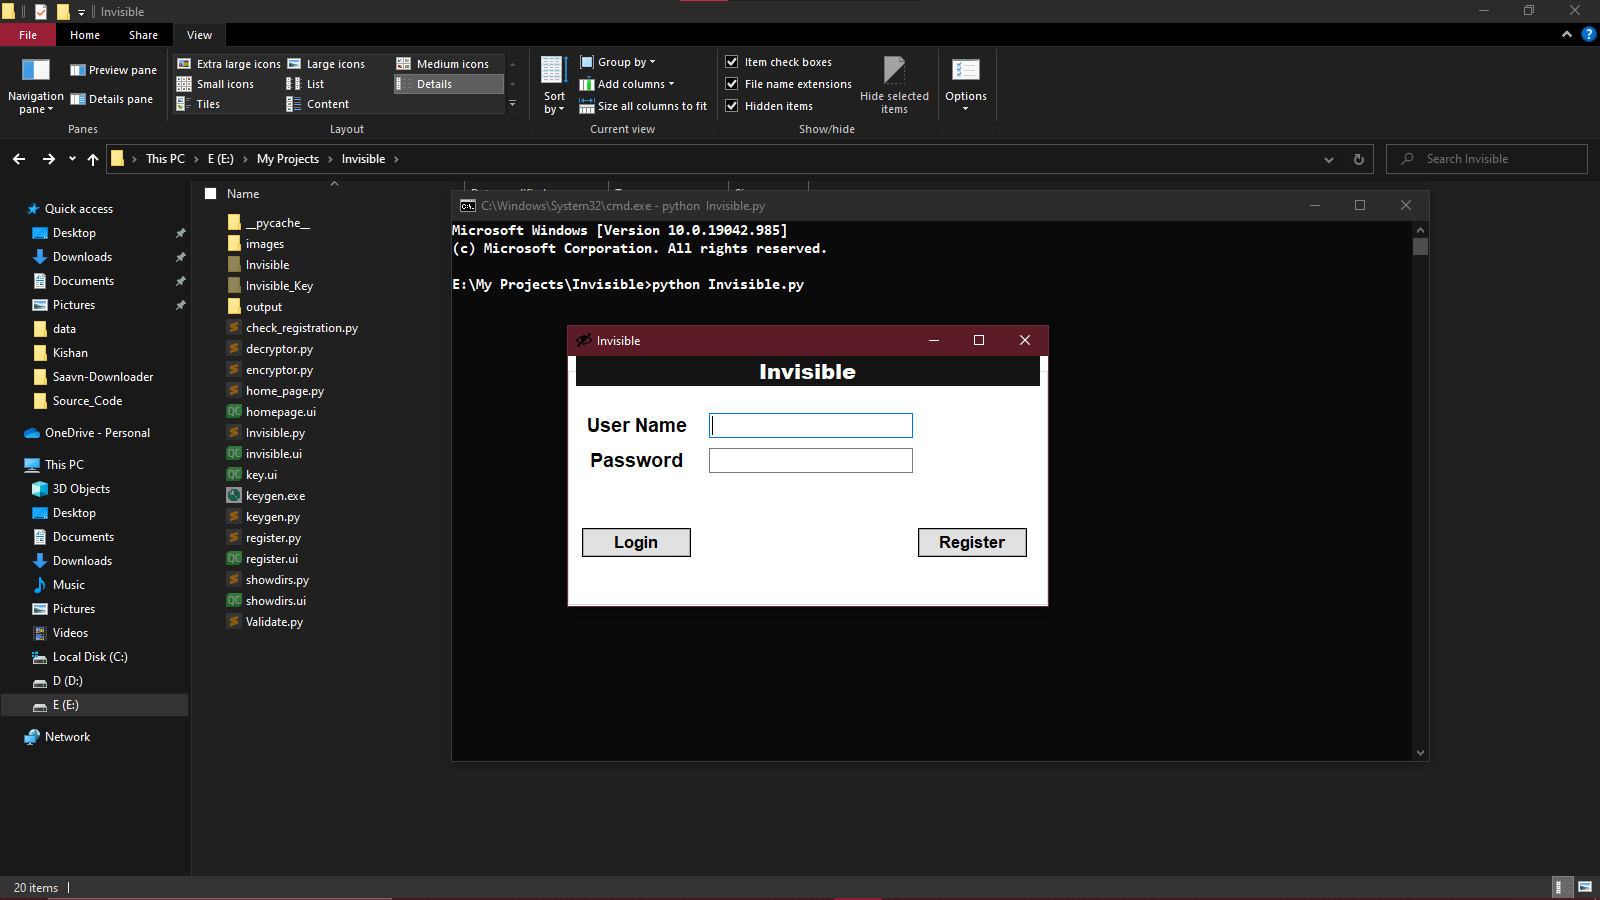 Invisible
File Home Share View
Navigation pane
Preview pane
Details pane
Panes
Extra large icons Large icons Medium icons
Small icons List Details
Tiles Content
Layout
Sort by
Group by
Add columns
Size all columns to fit
Current view
Item check boxes
File name extensions
Hidden items
Hide selected items
Show/hide
Options
This PC > E (E:) > My Projects > Invisible >
Search Invisible
Quick access
Desktop
Downloads
Documents
Pictures
data
Kishan
Saavn-Downloader
Source_Code
OneDrive - Personal
This PC
3D Objects
Desktop
Documents
Downloads
Music
Pictures
Videos
Local Disk (C:)
D (D:)
E (E:)
Network
Name
__pycache__
images
Invisible
Invisible_Key
output
check_registration.py
decryptor.py
encryptor.py
home_page.py
homepage.ui
Invisible.py
invisible.ui
key.ui
keygen.exe
keygen.py
register.py
register.ui
showdirs.py
showdirs.ui
Validate.py
C:\Windows\System32\cmd.exe - python Invisible.py
Microsoft Windows [Version 10.0.19042.985]
(c) Microsoft Corporation. All rights reserved.
E:\My Projects\Invisible>python Invisible.py
Invisible
Invisible
User Name
Password
Login Register
20 items